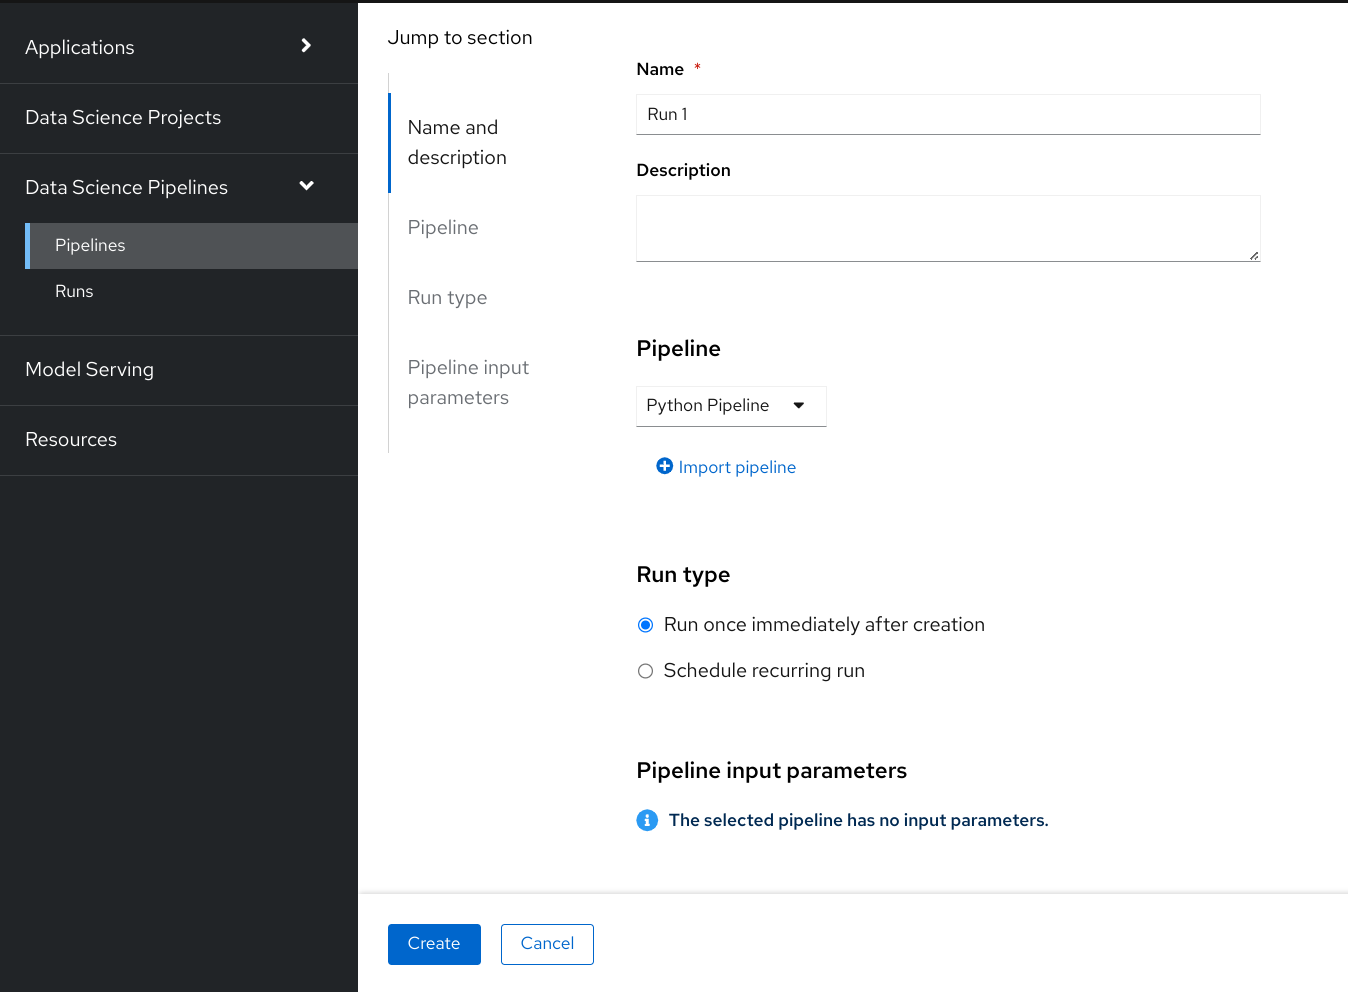 Applications
Data Science Projects
Data Science Pipelines
Pipelines
Runs
Model Serving
Resources
Jump to section
Name and
description
Pipeline
Run type
Pipeline input
parameters
Name *
Run 1
Description
Pipeline
Python Pipeline
Import pipeline
Run type
Run once immediately after creation
Schedule recurring run
Pipeline input parameters
The selected pipeline has no input parameters.
Create
Cancel